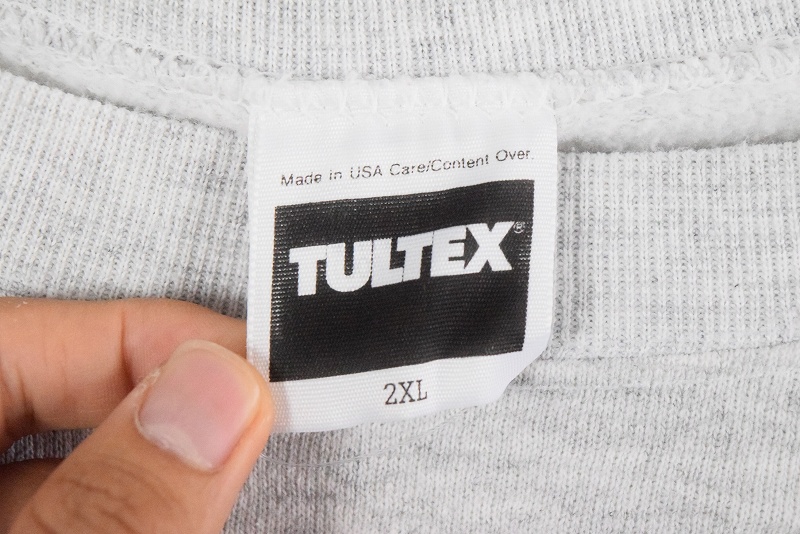 Made in USA Care/Content Over.
TULTEX®
2XL